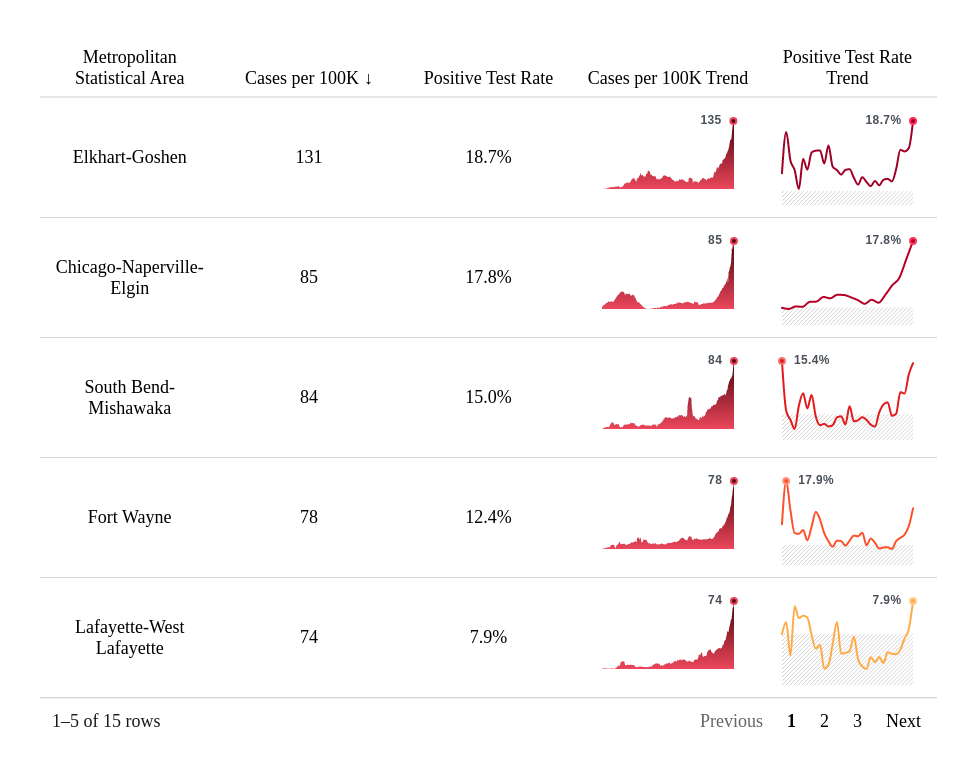 Metropolitan
Statistical Area
Cases per 100K ↓
Positive Test Rate
Cases per 100K Trend
Positive Test Rate
Trend
Elkhart-Goshen
131
18.7%
135
18.7%
Chicago-Naperville-
Elgin
85
17.8%
85
17.8%
South Bend-
Mishawaka
84
15.0%
84
15.4%
Fort Wayne
78
12.4%
78
17.9%
Lafayette-West
Lafayette
74
7.9%
74
7.9%
1–5 of 15 rows
Previous 1 2 3 Next